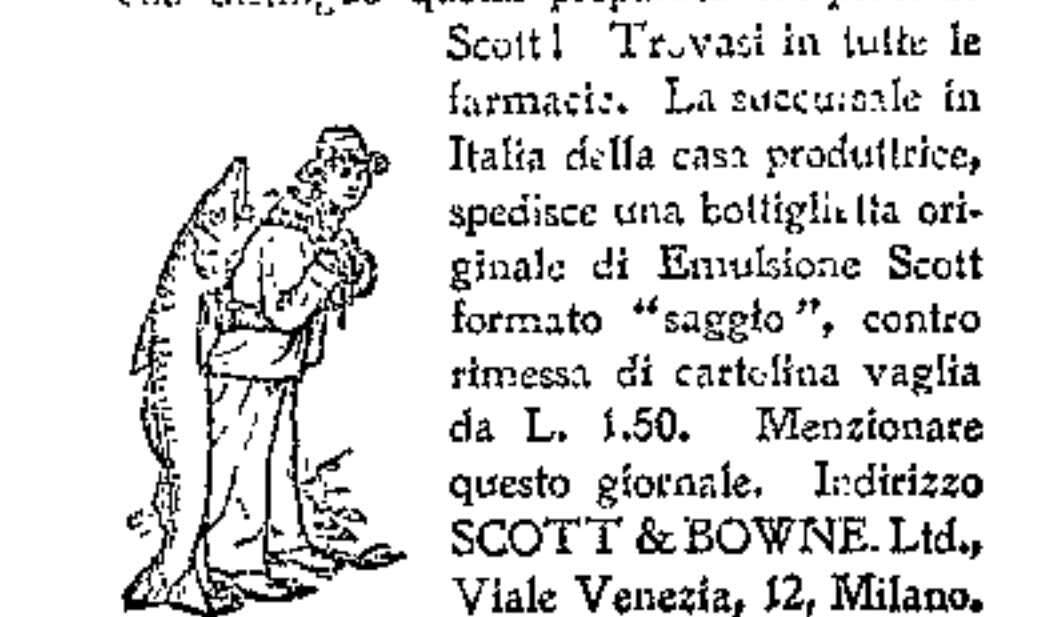 Scott! Trovasi in tutte le
farmacie. La succursale in
Italia della casa produttrice,
spedisce una bottiglietta ori-
ginale di Emulsione Scott
formato “saggio”, contro
rimessa di cartolina vaglia
da L. 1.50. Menzionare
questo giornale. Indirizzo
SCOTT & BOWNE. Ltd.,
Viale Venezia, 12, Milano.